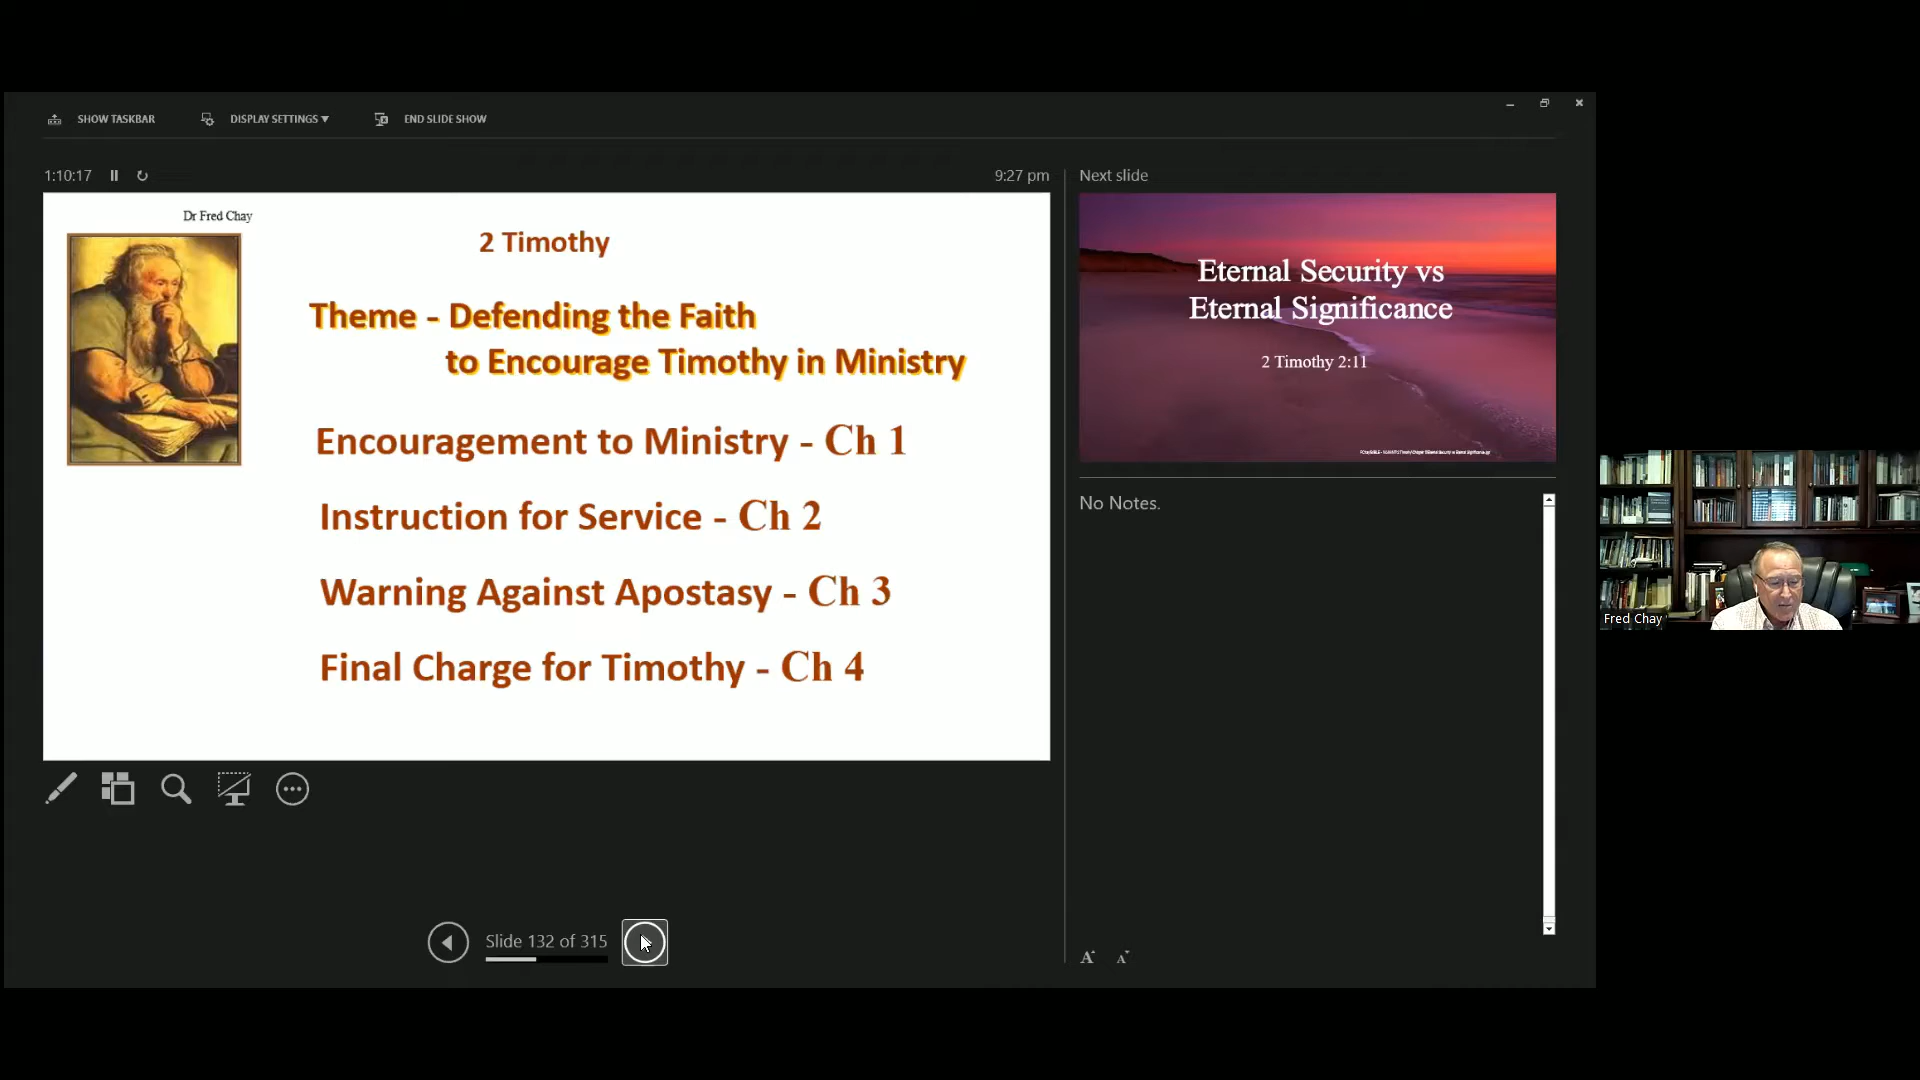 SHOW TASKBAR
DISPLAY SETTINGS
END SLIDE SHOW
1:10:17
9:27 pm
Dr Fred Chay
2 Timothy
Theme - Defending the Faith
to Encourage Timothy in Ministry
Encouragement to Ministry - Ch 1
Instruction for Service - Ch 2
Warning Against Apostasy - Ch 3
Final Charge for Timothy - Ch 4
Slide 132 of 315
Next slide
Eternal Security vs
Eternal Significance
2 Timothy 2:11
No Notes.
A A
Fred Chay